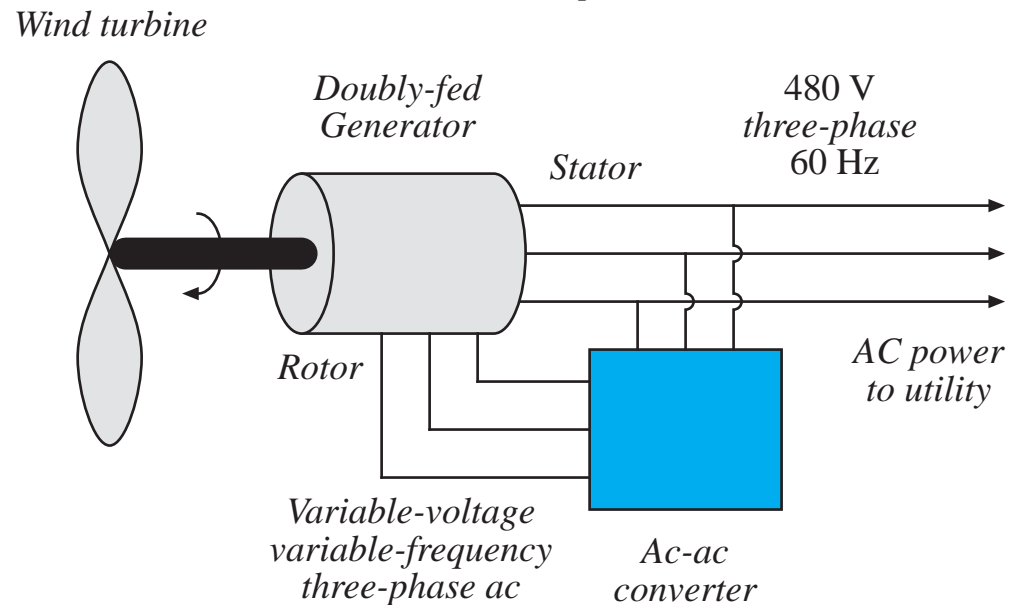 Wind turbine
Doubly-fed
Generator
480 V
three-phase
60 Hz
Stator
Rotor
AC power
to utility
Variable-voltage
variable-frequency
three-phase ac
Ac-ac
converter